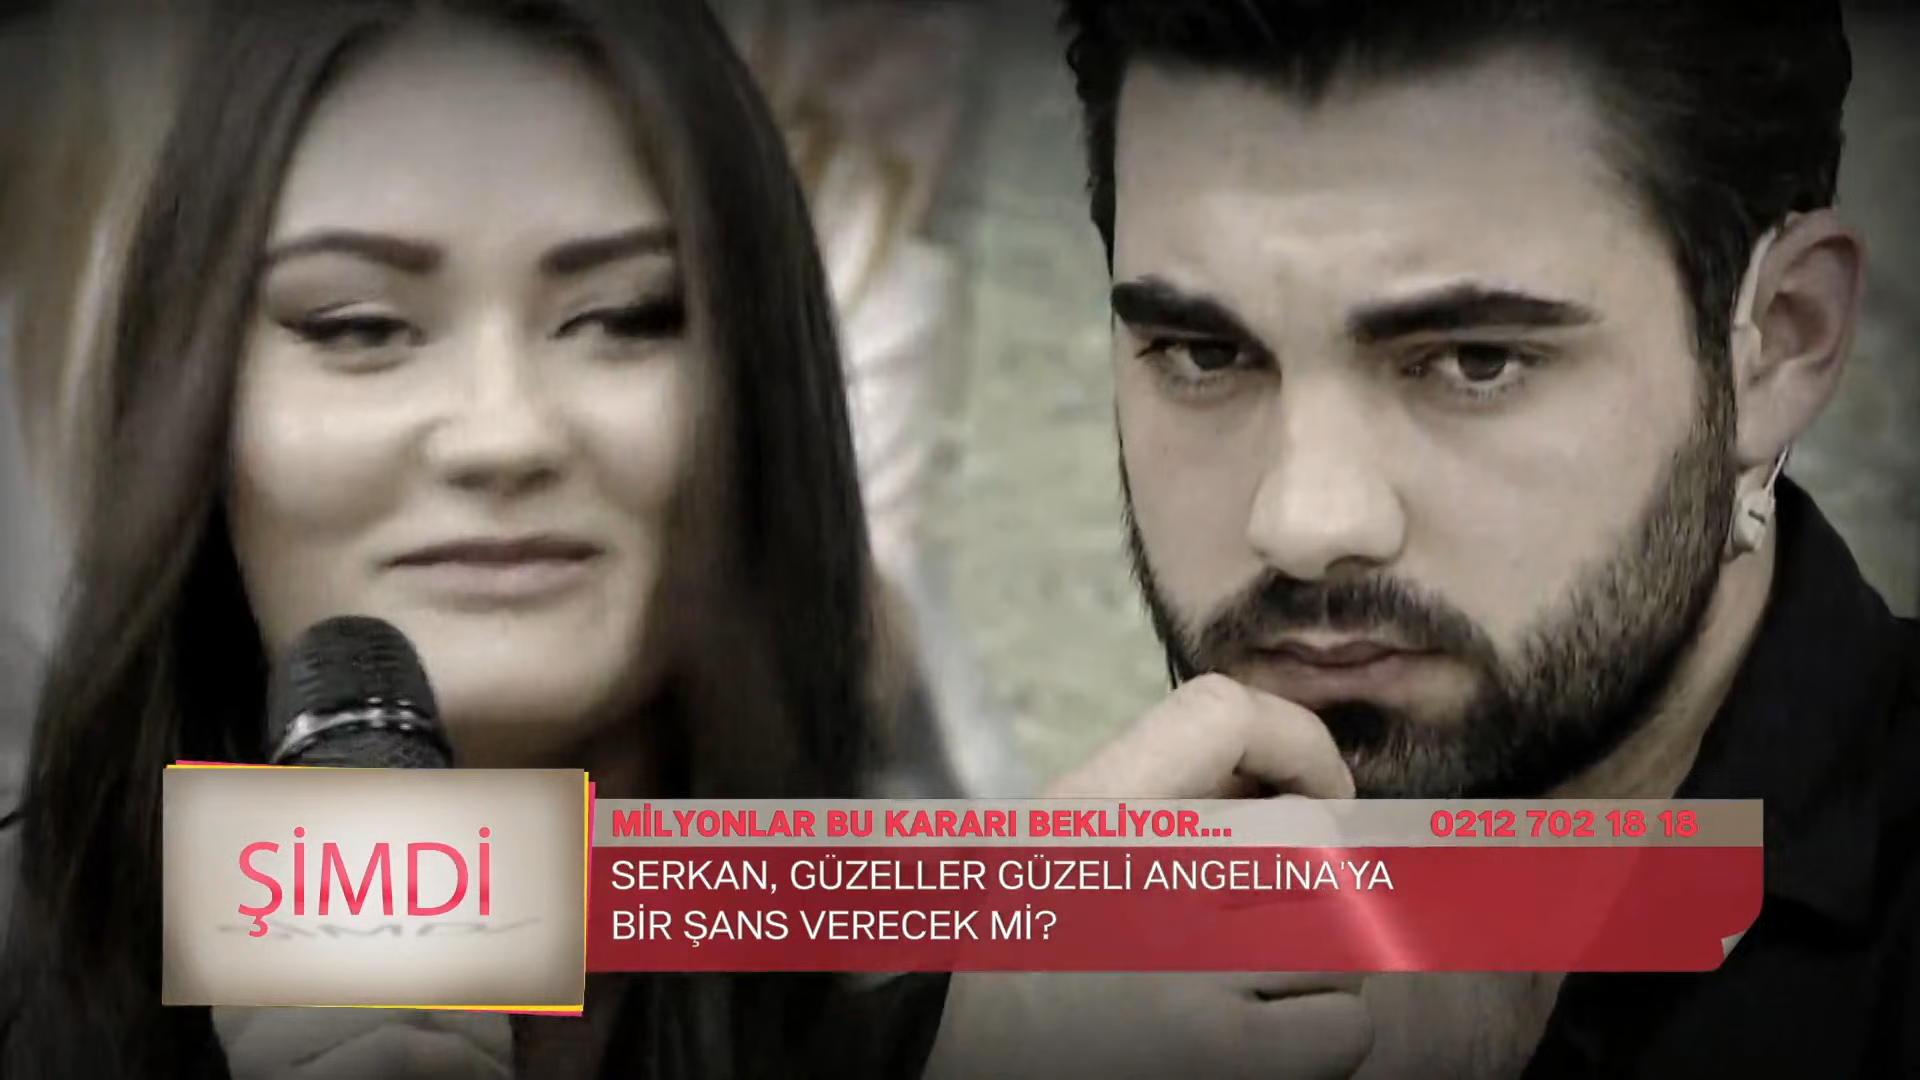 MİLYONLAR BU KARARI BEKLİYOR... 0212 702 18 18
ŞİMDİ
SERKAN, GÜZELLER GÜZELİ ANGELİNA'YA
BİR ŞANS VERECEK Mİ?